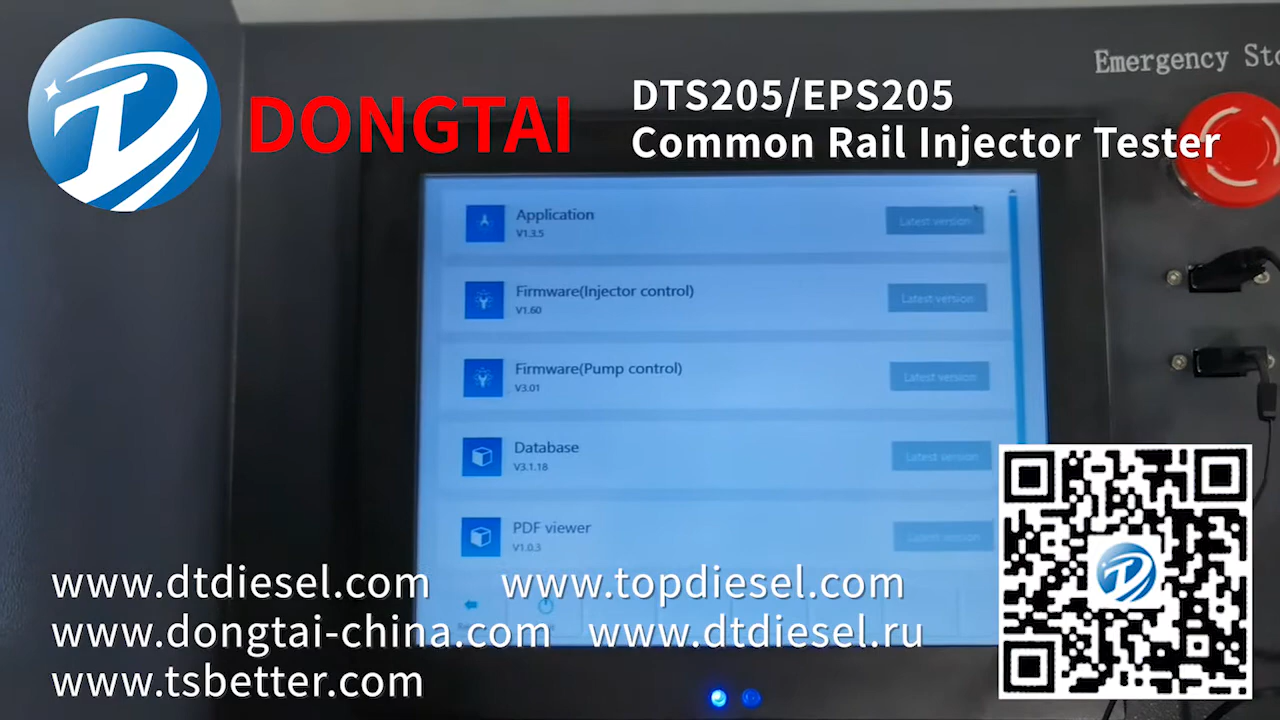 DONGTAI
DTS205/EPS205
Common Rail Injector Tester
Emergency
Application
V1.3.5
Latest version
Firmware(Injector control)
V1.60
Latest version
Firmware(Pump control)
V3.01
Latest version
Database
V3.1.18
Latest version
PDF viewer
V1.0.3
Latest version
www.dtdiesel.com www.topdiesel.com
www.dongtai-china.com www.dtdiesel.ru
www.tsbetter.com